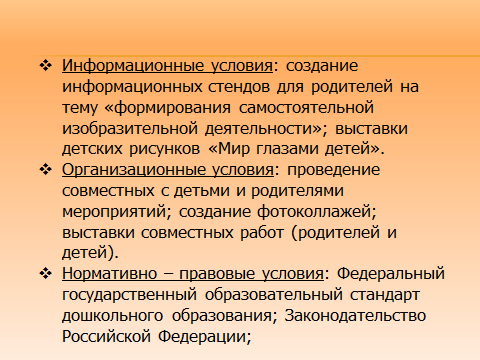 ❖ Информационные условия: создание
информационных стендов для родителей на
тему «формирования самостоятельной
изобразительной деятельности»; выставки
детских рисунков «Мир глазами детей».
❖ Организационные условия: проведение
совместных с детьми и родителями
мероприятий; создание фотоколлажей;
выставки совместных работ (родителей и
детей).
❖ Нормативно – правовые условия: Федеральный
государственный образовательный стандарт
дошкольного образования; Законодательство
Российской Федерации;